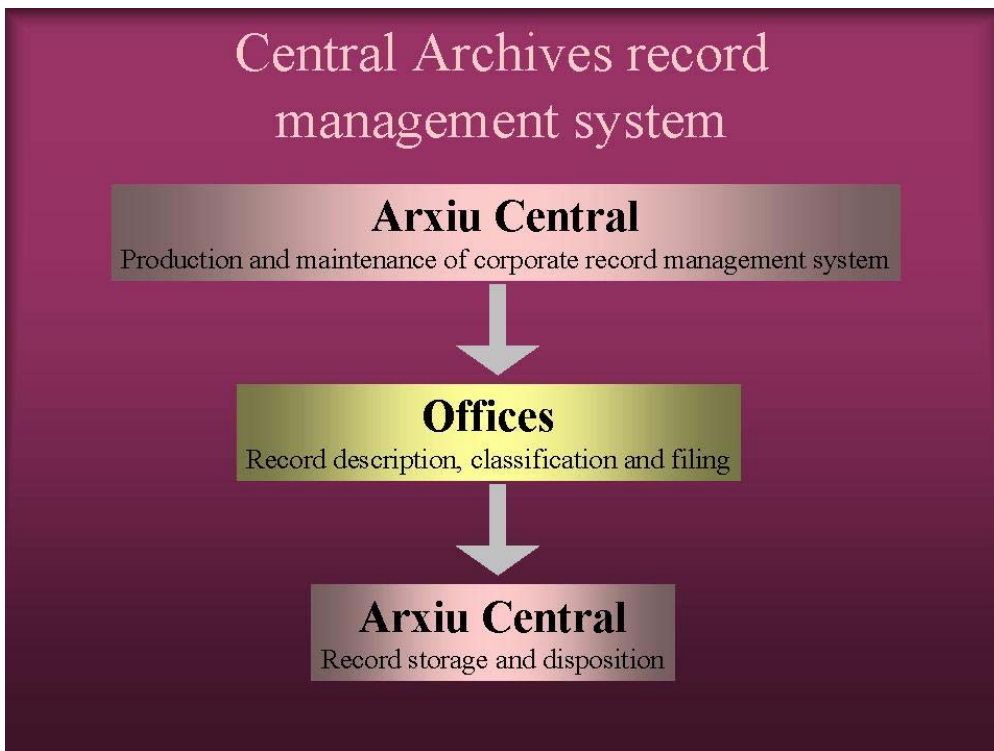 Central Archives record
management system
Arxiu Central
Production and maintenance of corporate record management system
Offices
Record description, classification and filing
Arxiu Central
Record storage and disposition